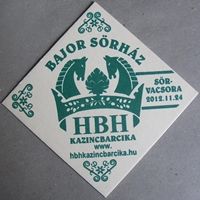 BAJOR SÖRHÁZ
SÖR-
VACSORA
2012.11.24
HBH
KAZINCBARCIKA
www.
hbhkazincbarcika.hu